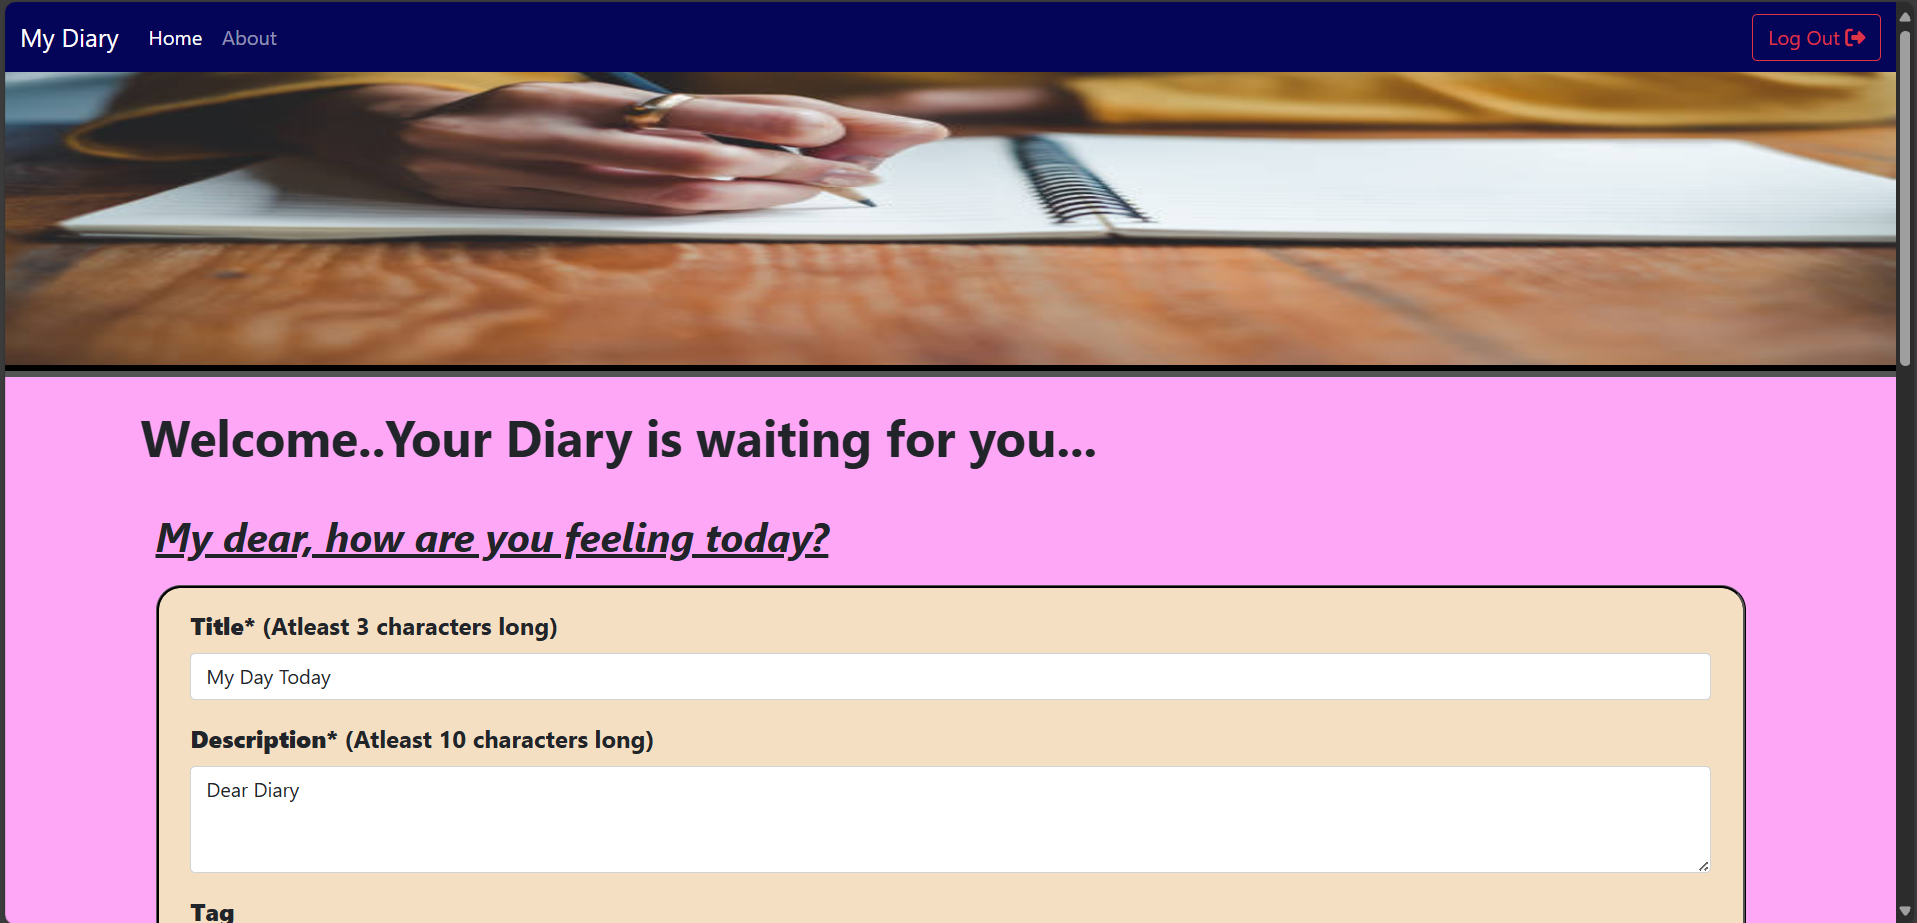 My Diary Home About Log Out
Welcome..Your Diary is waiting for you...
My dear, how are you feeling today?
Title* (Atleast 3 characters long)
My Day Today
Description* (Atleast 10 characters long)
Dear Diary
Tag